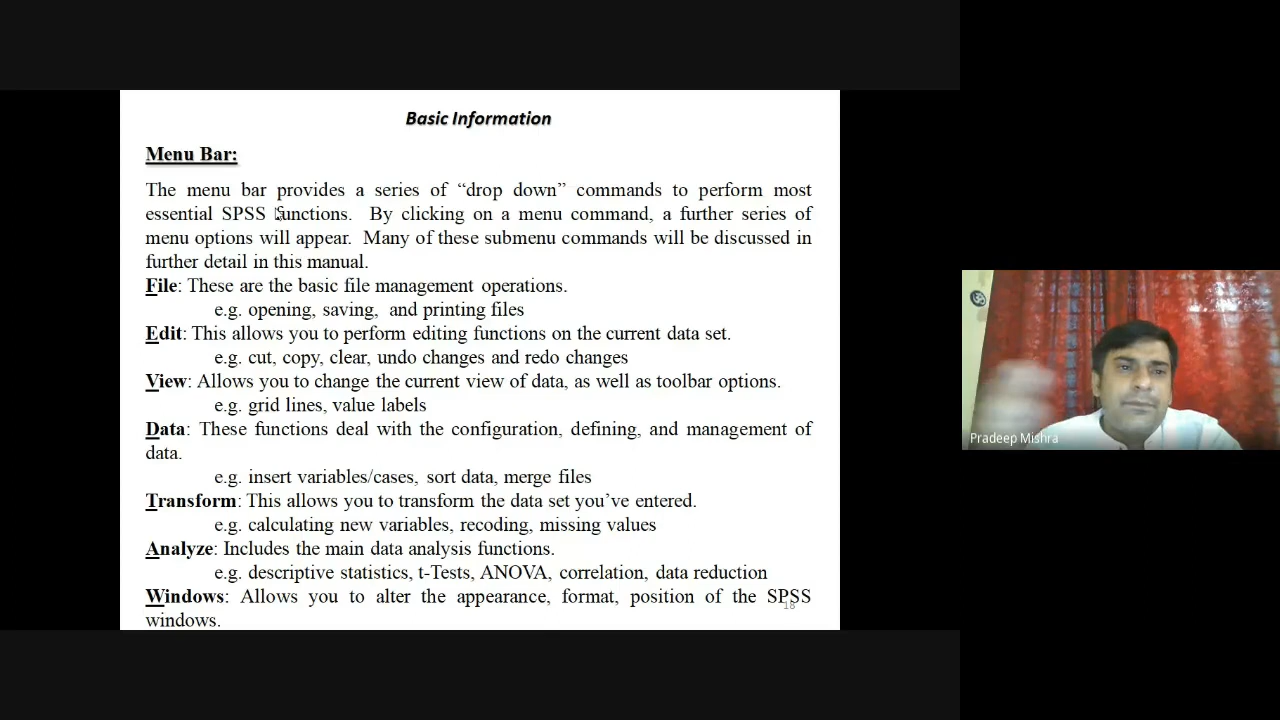 Basic Information
Menu Bar:
The menu bar provides a series of “drop down” commands to perform most
essential SPSS functions. By clicking on a menu command, a further series of
menu options will appear. Many of these submenu commands will be discussed in
further detail in this manual.
File: These are the basic file management operations.
e.g. opening, saving, and printing files
Edit: This allows you to perform editing functions on the current data set.
e.g. cut, copy, clear, undo changes and redo changes
View: Allows you to change the current view of data, as well as toolbar options.
e.g. grid lines, value labels
Data: These functions deal with the configuration, defining, and management of
data.
e.g. insert variables/cases, sort data, merge files
Transform: This allows you to transform the data set you’ve entered.
e.g. calculating new variables, recoding, missing values
Analyze: Includes the main data analysis functions.
e.g. descriptive statistics, t-Tests, ANOVA, correlation, data reduction
Windows: Allows you to alter the appearance, format, position of the SPSS
windows.
18
Pradeep Mishra